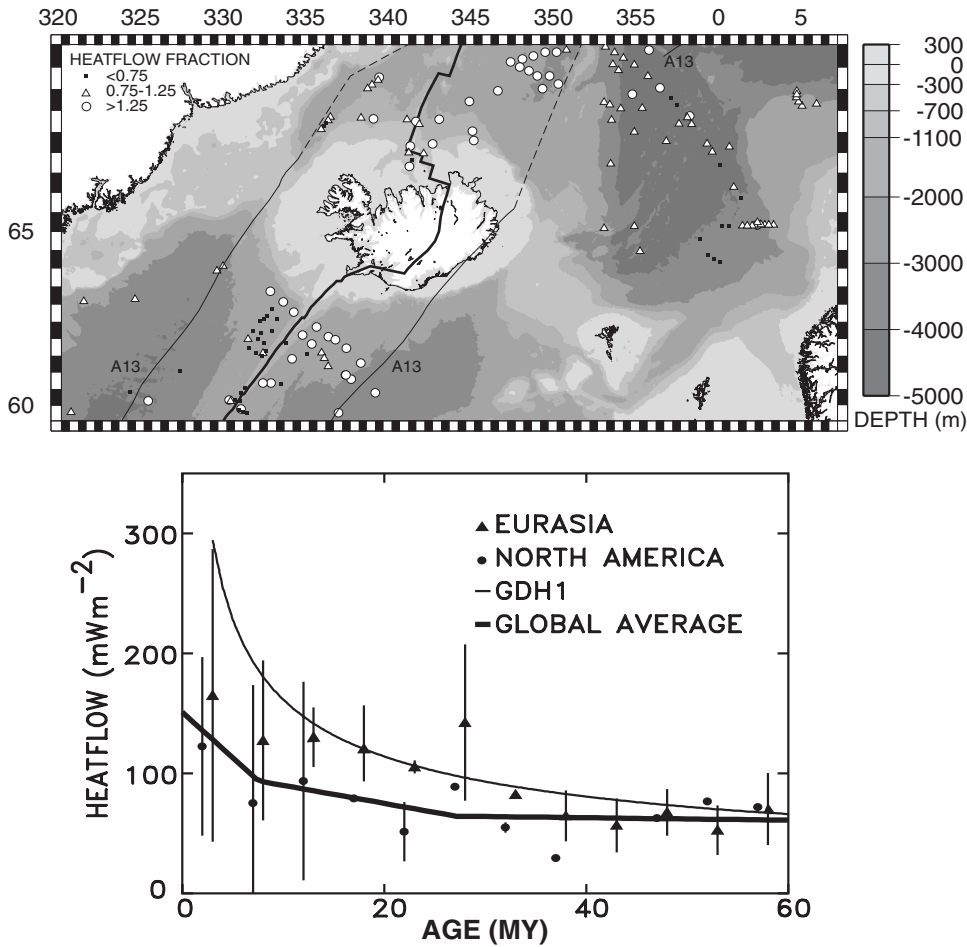 320 325 330 335 340 345 350 355 0 5
HEATFLOW FRACTION
<0.75
0.75-1.25
>1.25
A13
300
0
-300
-700
-1100
-2000
-3000
-4000
-5000
DEPTH (m)
65
60
A13
A13
EURASIA
NORTH AMERICA
GDH1
GLOBAL AVERAGE
HEATFLOW (mWm−2)
300
200
100
0
0 20 40 60
AGE (MY)